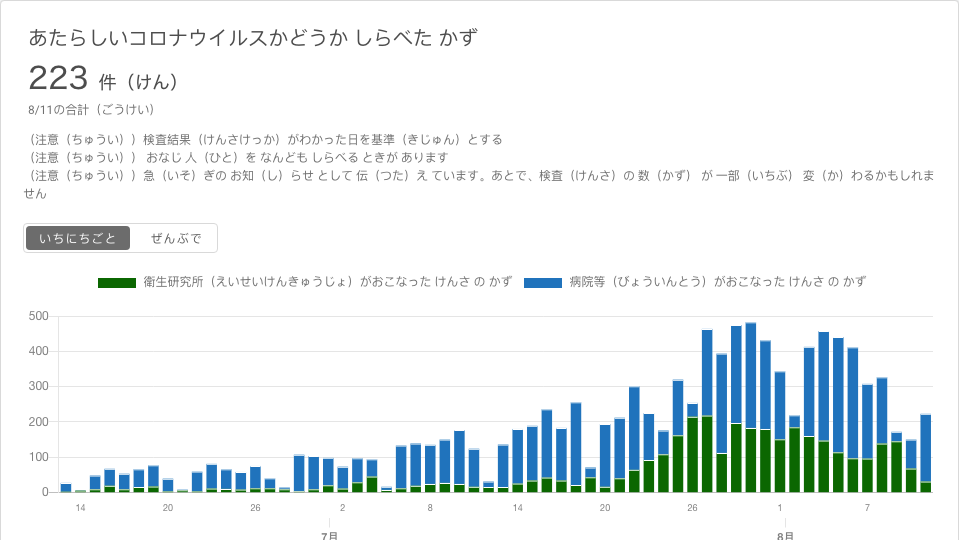 あたらしいコロナウイルスかどうか しらべた かず
223 件（けん）
8/11の合計（ごうけい）
（注意（ちゅうい））検査結果（けんさけっか）がわかった日を基準（きじゅん）とする
（注意（ちゅうい）） おなじ 人（ひと）を なんども しらべる ときが あります
（注意（ちゅうい））急（いそ）ぎの お知（し）らせ として 伝（つた）え ています。あとで、検査（けんさ）の 数（かず） が 一部（いちぶ） 変（か）わるかもしれま
せん
いちにちごと ぜんぶで
衛生研究所（えいせいけんきゅうじょ）がおこなった けんさ の かず 病院等（びょういんとう）がおこなった けんさ の かず
500
400
300
200
100
0
14 20 26 2 8 14 20 26 1 7
7月 8月